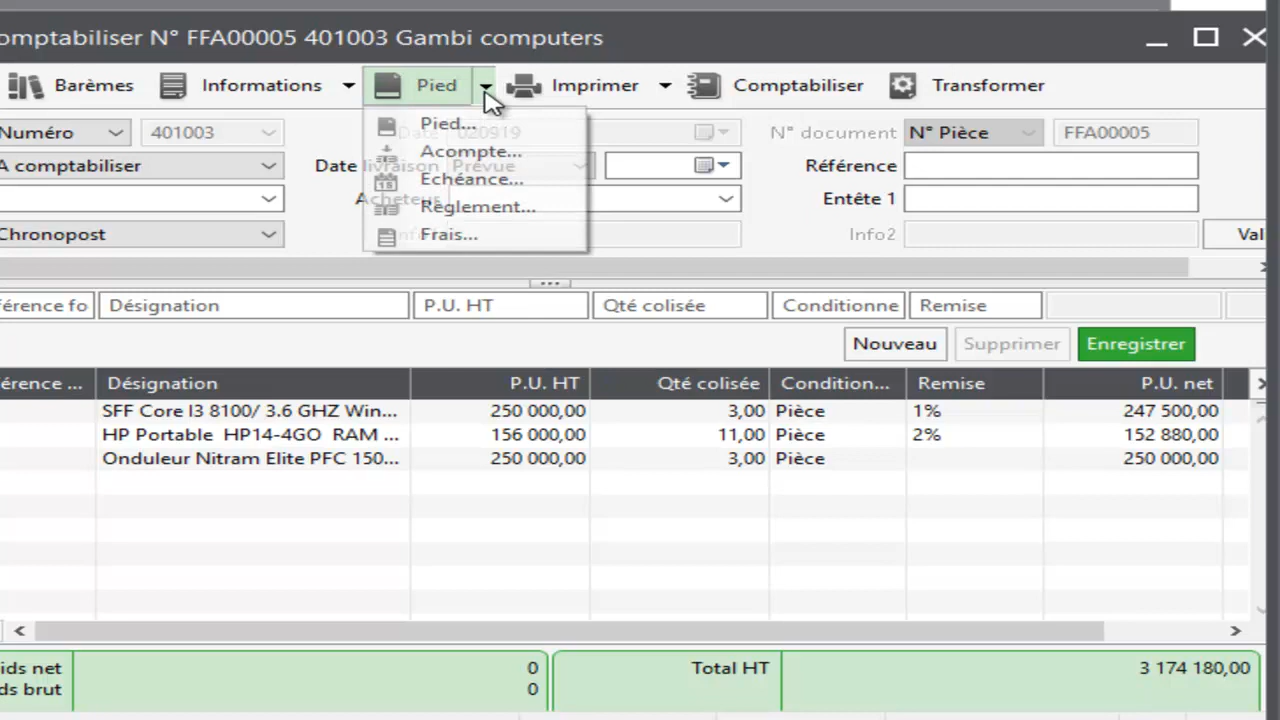 omptabiliser N° FFA00005 401003 Gambi computers
Barèmes Informations Pied Imprimer Comptabiliser Transformer
Numéro 401003 Date 020919 N° document N° Pièce FFA00005
A comptabiliser Date livraison Prévue Référence
Acheteur Entête 1
Chronopost Info2 Val
Pied...
Acompte...
15 Echéance...
Règlement...
Frais...
...
érence fo Désignation P.U. HT Qté colisée Conditionne Remise
Nouveau Supprimer Enregistrer
érence ... Désignation P.U. HT Qté colisée Condition... Remise P.U. net
SFF Core I3 8100/ 3.6 GHZ Win... 250 000,00 3,00 Pièce 1% 247 500,00
HP Portable HP14-4GO RAM ... 156 000,00 11,00 Pièce 2% 152 880,00
Onduleur Nitram Elite PFC 150... 250 000,00 3,00 Pièce 250 000,00
ids net 0 Total HT 3 174 180,00
ds brut 0